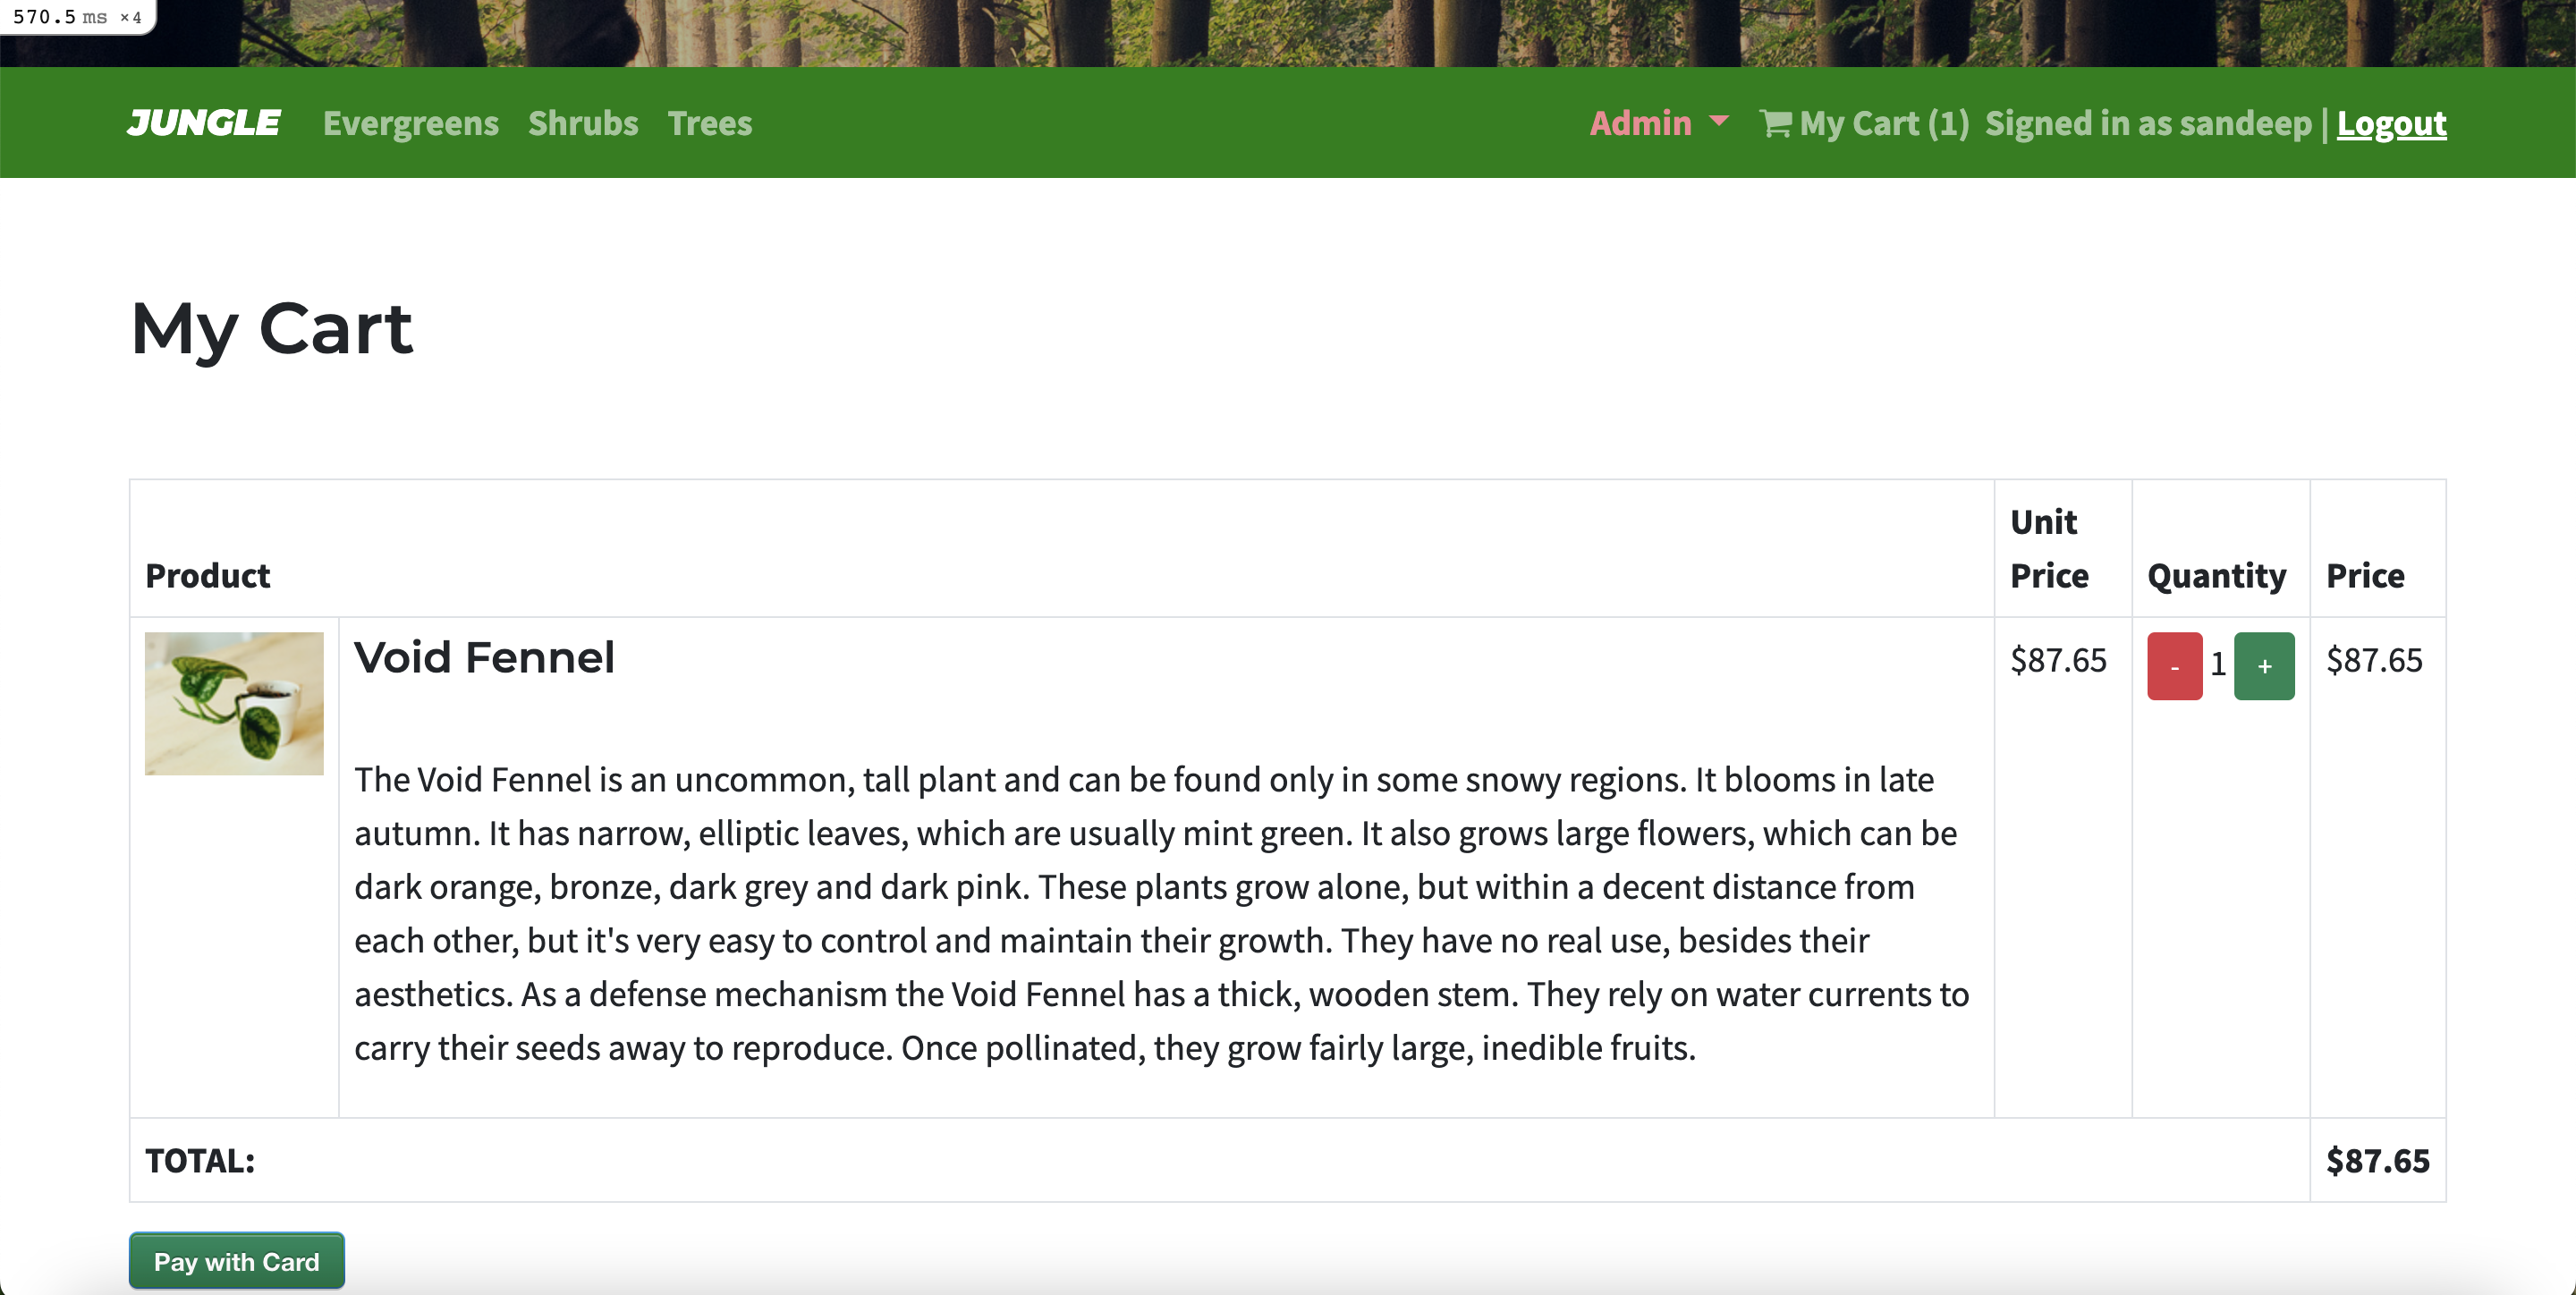 570.5 ms ×4
JUNGLE Evergreens Shrubs Trees Admin My Cart (1) Signed in as sandeep | Logout
My Cart
Product Unit Price Quantity Price
Void Fennel $87.65 - 1 + $87.65
The Void Fennel is an uncommon, tall plant and can be found only in some snowy regions. It blooms in late
autumn. It has narrow, elliptic leaves, which are usually mint green. It also grows large flowers, which can be
dark orange, bronze, dark grey and dark pink. These plants grow alone, but within a decent distance from
each other, but it's very easy to control and maintain their growth. They have no real use, besides their
aesthetics. As a defense mechanism the Void Fennel has a thick, wooden stem. They rely on water currents to
carry their seeds away to reproduce. Once pollinated, they grow fairly large, inedible fruits.
TOTAL: $87.65
Pay with Card